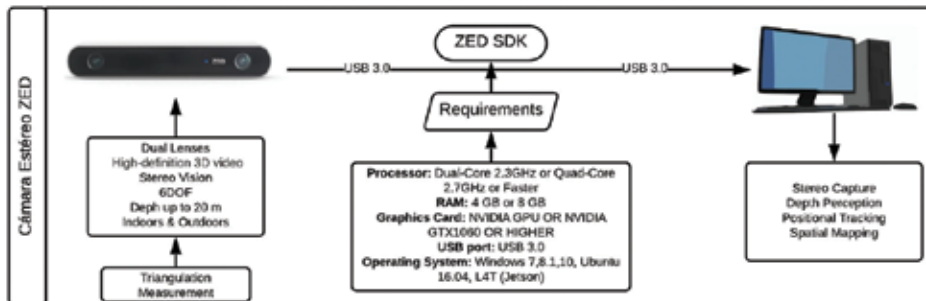 Cámara Estéreo ZED
ZED SDK
USB 3.0
USB 3.0
Requirements
Dual Lenses
High-definition 3D video
Stereo Vision
6DOF
Deph up to 20 m
Indoors & Outdoors
Triangulation
Measurement
Processor: Dual-Core 2.3GHz or Quad-Core
2.7GHz or Faster
RAM: 4 GB or 8 GB
Graphics Card: NVIDIA GPU OR NVIDIA
GTX1060 OR HIGHER
USB port: USB 3.0
Operating System: Windows 7,8.1,10, Ubuntu
16.04, L4T (Jetson)
Stereo Capture
Depth Perception
Positional Tracking
Spatial Mapping